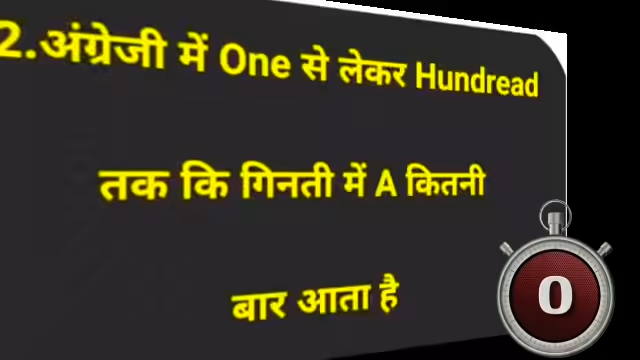 2.अंग्रेजी में One से लेकर Hundread
तक कि गिनती में A कितनी
बार आता है
0